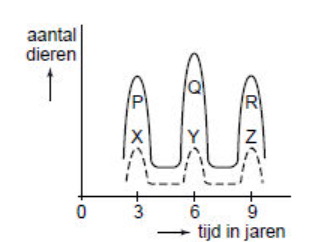 aantal
dieren
P Q R
X Y Z
0 3 6 9
tijd in jaren